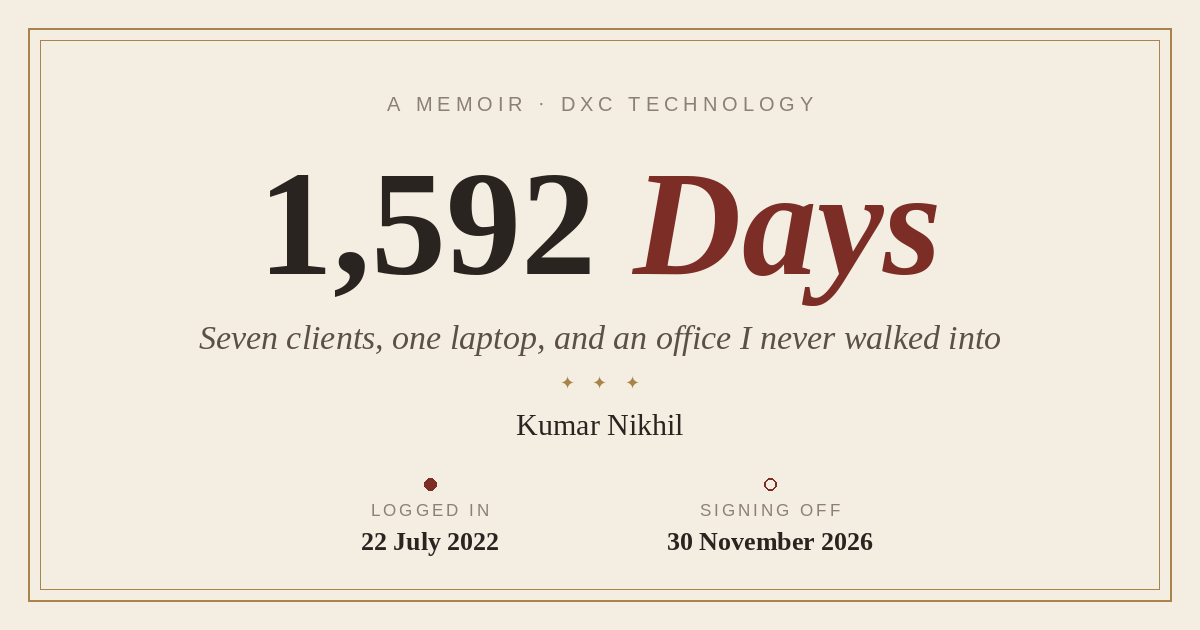 A MEMOIR · DXC TECHNOLOGY
1,592 Days
Seven clients, one laptop, and an office I never walked into
✦ ✦ ✦
Kumar Nikhil
LOGGED IN
22 July 2022
SIGNING OFF
30 November 2026